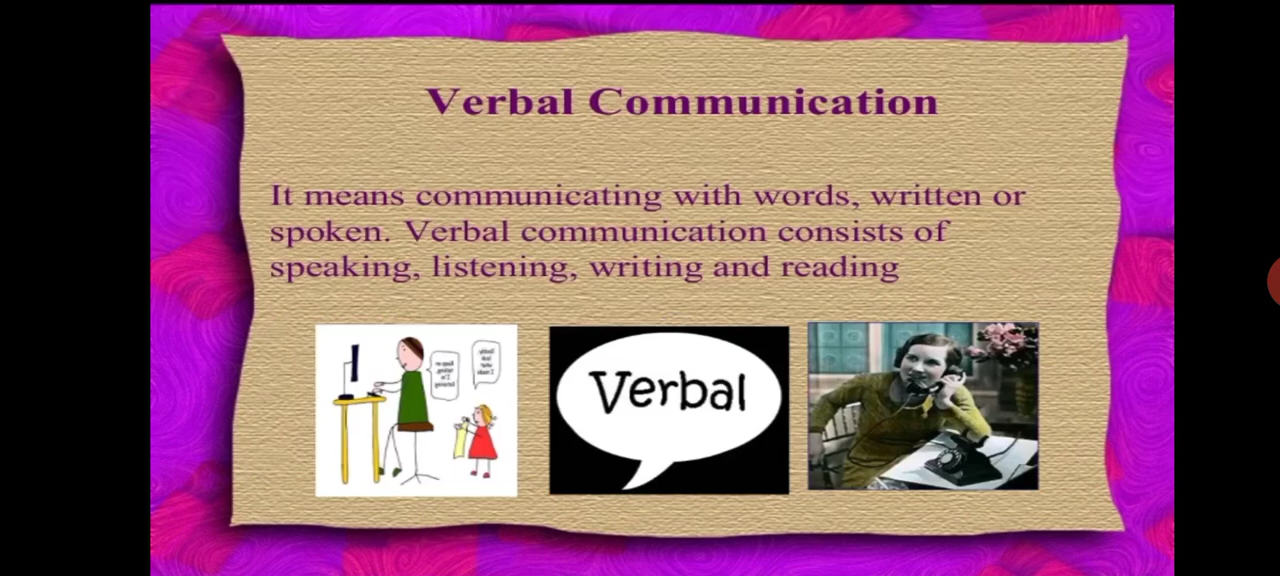 Verbal Communication
It means communicating with words, written or
spoken. Verbal communication consists of
speaking, listening, writing and reading
Verbal